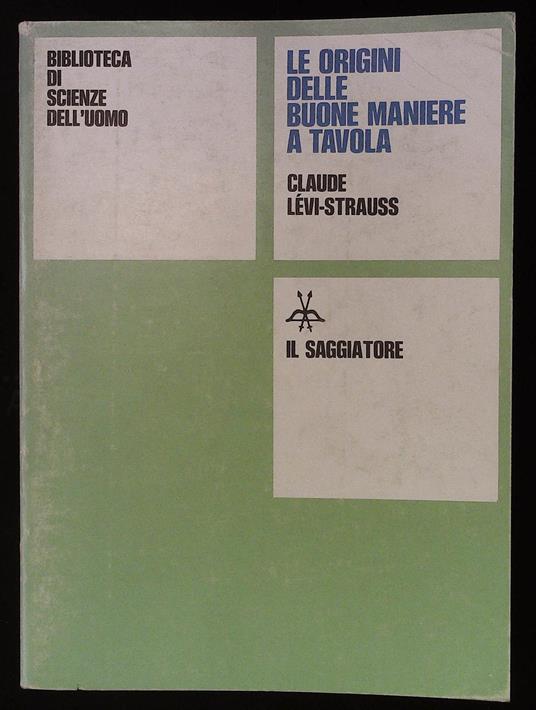 BIBLIOTECA
DI
SCIENZE
DELL'UOMO
LE ORIGINI
DELLE
BUONE MANIERE
A TAVOLA
CLAUDE
LÉVI-STRAUSS
IL SAGGIATORE